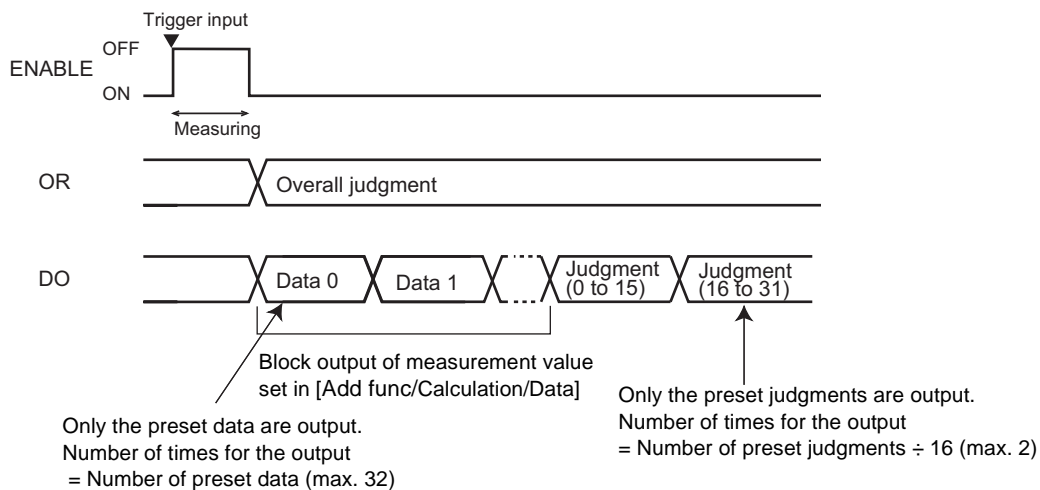 Trigger input
OFF
ENABLE
ON
Measuring
OR
Overall judgment
DO
Data 0
Data 1
Judgment
(0 to 15)
Judgment
(16 to 31)
Block output of measurement value
set in [Add func/Calculation/Data]
Only the preset data are output.
Number of times for the output
= Number of preset data (max. 32)
Only the preset judgments are output.
Number of times for the output
= Number of preset judgments ÷ 16 (max. 2)